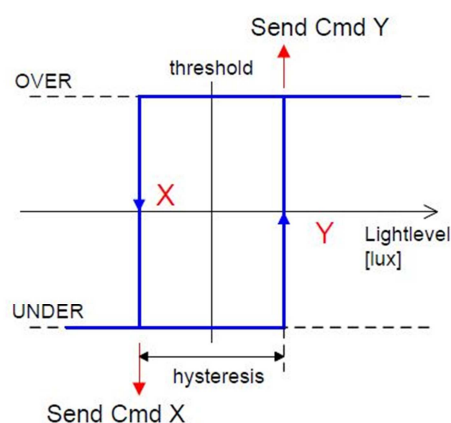 Send Cmd Y
threshold
OVER
X
Y
Lightlevel
[lux]
UNDER
hysteresis
Send Cmd X